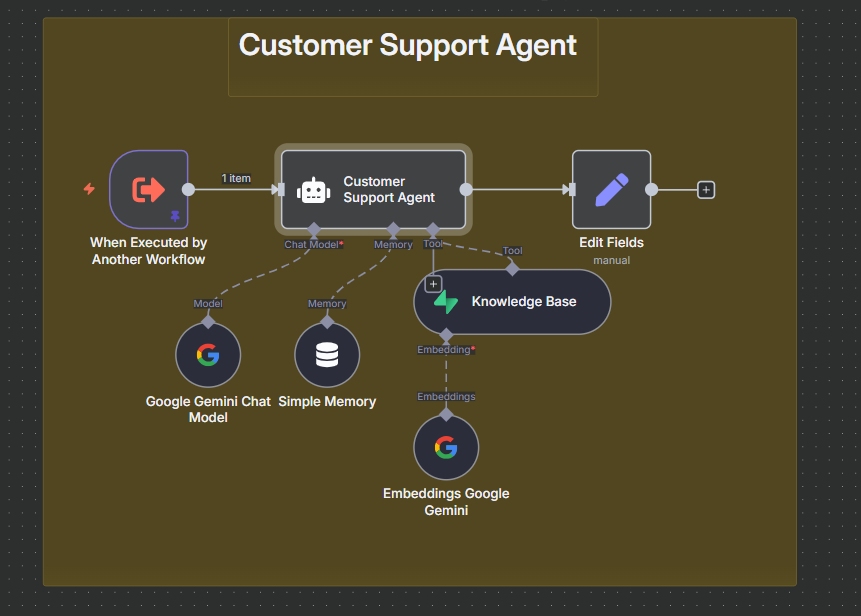 Customer Support Agent
1 item
Customer
Support Agent
When Executed by
Another Workflow
Chat Model*
Memory
Tool
Tool
Edit Fields
manual
Model
Memory
Knowledge Base
Embedding*
Google Gemini Chat
Model
Simple Memory
Embeddings
Embeddings Google
Gemini